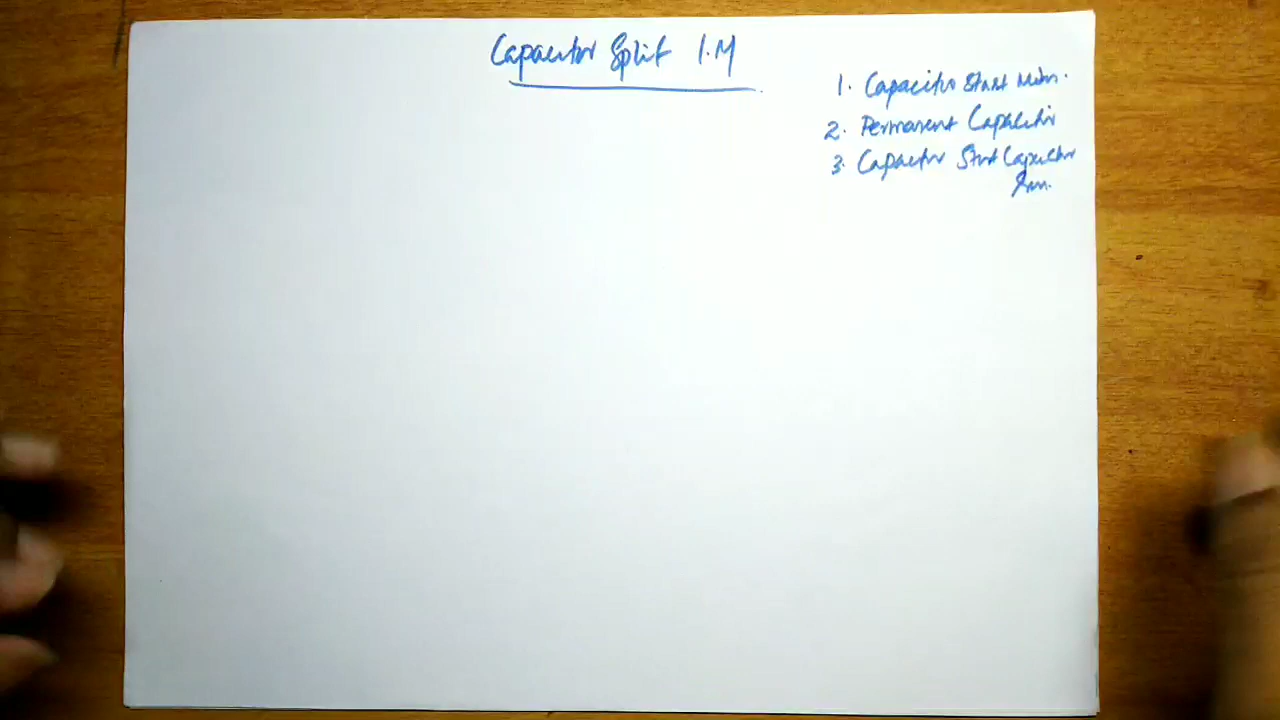 Capacitor Split I.M
1. Capacitor Start Motor.
2. Permanent Capacitor
3. Capacitor Start Capacitor
Run.